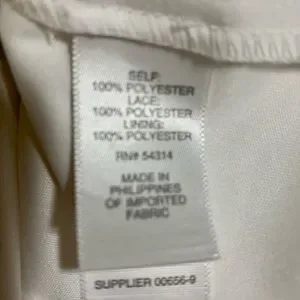 SELF:
100% POLYESTER
LACE:
100% POLYESTER
LINING:
100% POLYESTER
RN# 54314
MADE IN
PHILIPPINES
OF IMPORTED
FABRIC
SUPPLIER 00656-9